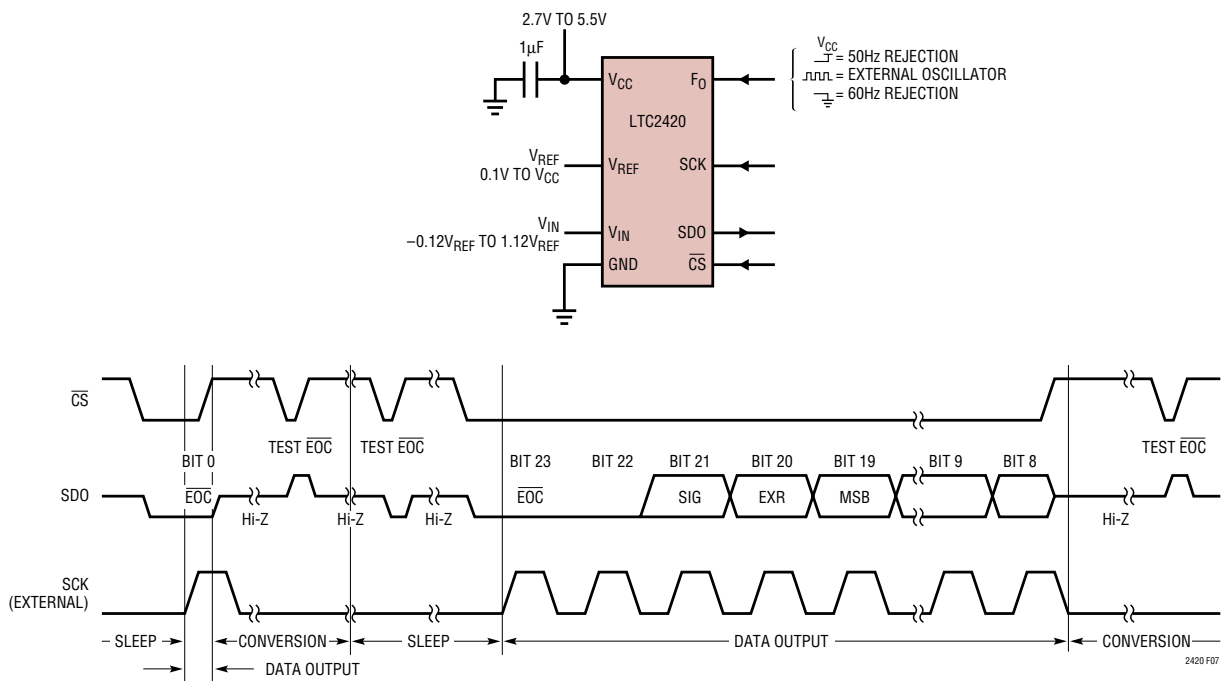 2.7V TO 5.5V
1µF
VCC
FO
LTC2420
VREF
0.1V TO VCC
VREF
SCK
VIN
–0.12VREF TO 1.12VREF
VIN
SDO
GND
CS
VCC
= 50Hz REJECTION
= EXTERNAL OSCILLATOR
= 60Hz REJECTION
CS
TEST EOC
TEST EOC
TEST EOC
BIT 0
BIT 23
BIT 22
BIT 21
BIT 20
BIT 19
BIT 9
BIT 8
SDO
EOC
EOC
SIG
EXR
MSB
Hi-Z
Hi-Z
Hi-Z
Hi-Z
SCK
(EXTERNAL)
SLEEP
CONVERSION
SLEEP
DATA OUTPUT
CONVERSION
DATA OUTPUT
2420 F07